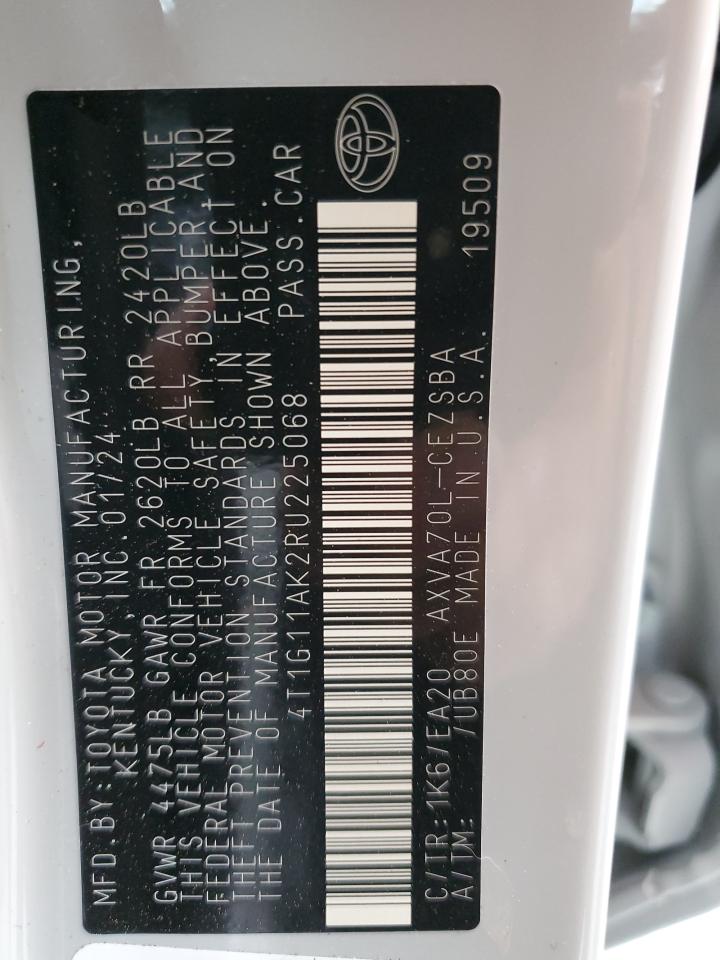 MFD.BY:TOYOTA MOTOR MANUFACTURING,
KENTUCKY, INC.01/24
GVWR 4475LB GAWR FR 2620LB RR 2420LB
THIS VEHICLE CONFORMS TO ALL APPLICABLE
FEDERAL MOTOR VEHICLE SAFETY, BUMPER, AND
THEFT PREVENTION STANDARDS IN EFFECT ON
THE DATE OF MANUFACTURE SHOWN ABOVE.
4T1G11AK2RU225068 PASS.CAR
C/TR:1K6/EA20 AXVA70L-CEZSBA
A/TM: /UB80E MADE IN U.S.A. 19509